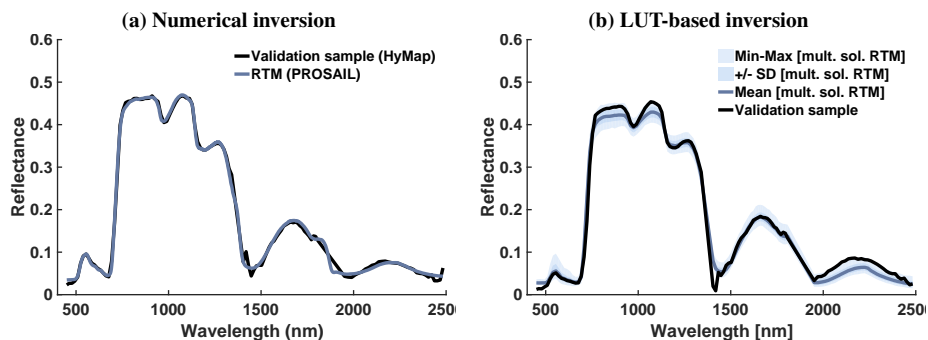 (a) Numerical inversion
0.6
0.5
0.4
0.3
0.2
0.1
0
Reflectance
Validation sample (HyMap)
RTM (PROSAIL)
500 1000 1500 2000 2500
Wavelength (nm)
(b) LUT-based inversion
0.6
0.5
0.4
0.3
0.2
0.1
0
Reflectance
Min-Max [mult. sol. RTM]
+/- SD [mult. sol. RTM]
Mean [mult. sol. RTM]
Validation sample
500 1000 1500 2000 2500
Wavelength [nm]